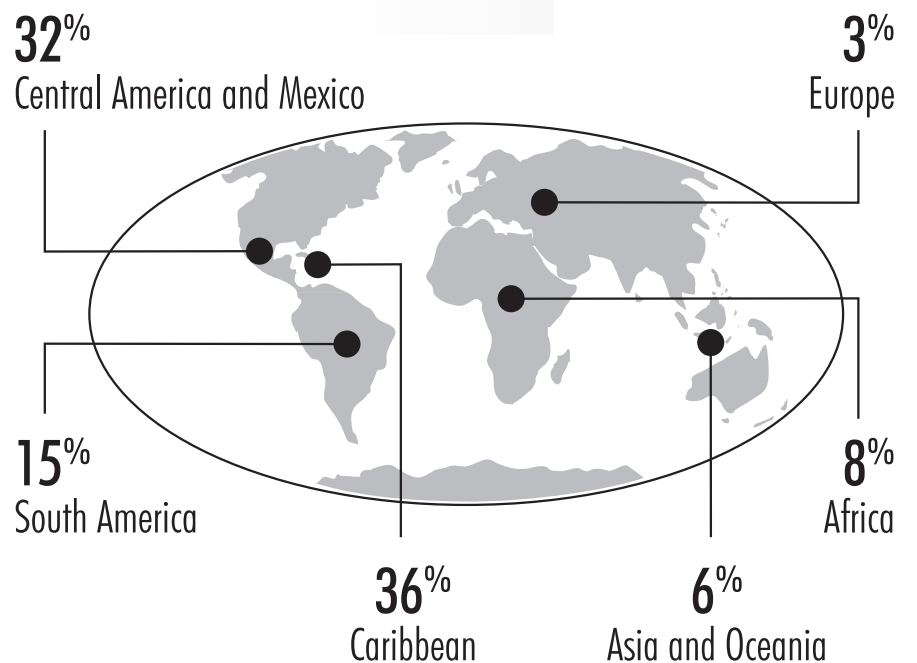 32%
Central America and Mexico
3%
Europe
15%
South America
8%
Africa
36%
Caribbean
6%
Asia and Oceania